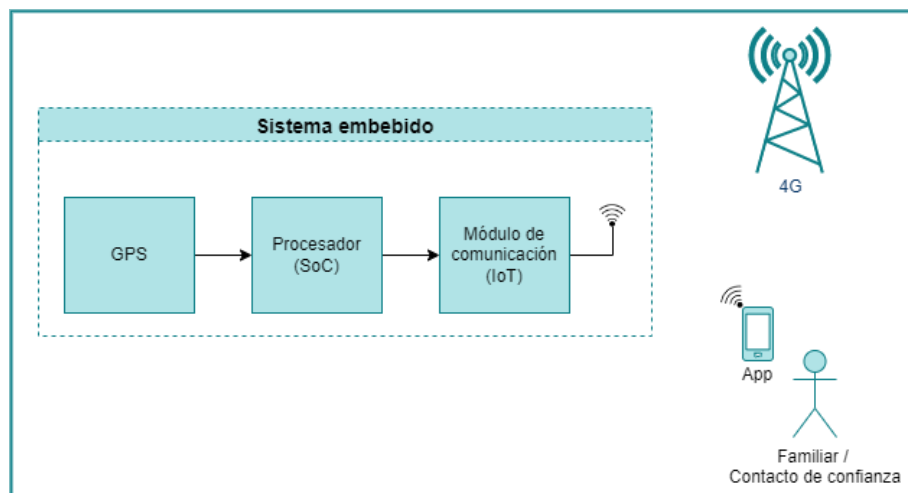 Sistema embebido
GPS
Procesador
(SoC)
Módulo de
comunicación
(IoT)
4G
App
Familiar /
Contacto de confianza